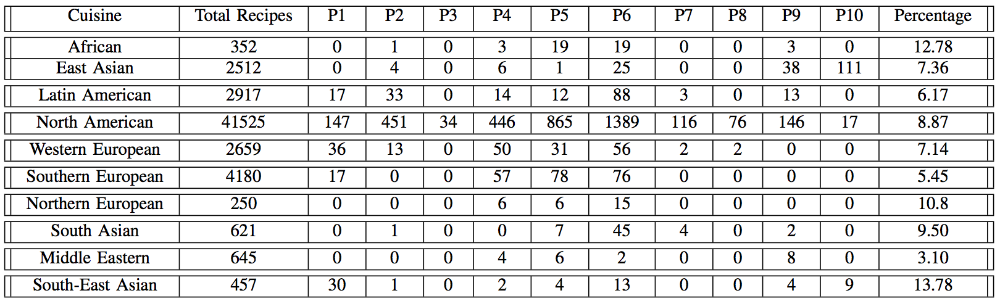 Cuisine Total Recipes P1 P2 P3 P4 P5 P6 P7 P8 P9 P10 Percentage
African 352 0 1 0 3 19 19 0 0 3 0 12.78
East Asian 2512 0 4 0 6 1 25 0 0 38 111 7.36
Latin American 2917 17 33 0 14 12 88 3 0 13 0 6.17
North American 41525 147 451 34 446 865 1389 116 76 146 17 8.87
Western European 2659 36 13 0 50 31 56 2 2 0 0 7.14
Southern European 4180 17 0 0 57 78 76 0 0 0 0 5.45
Northern European 250 0 0 0 6 6 15 0 0 0 0 10.8
South Asian 621 0 1 0 0 7 45 4 0 2 0 9.50
Middle Eastern 645 0 0 0 4 6 2 0 0 8 0 3.10
South-East Asian 457 30 1 0 2 4 13 0 0 4 9 13.78